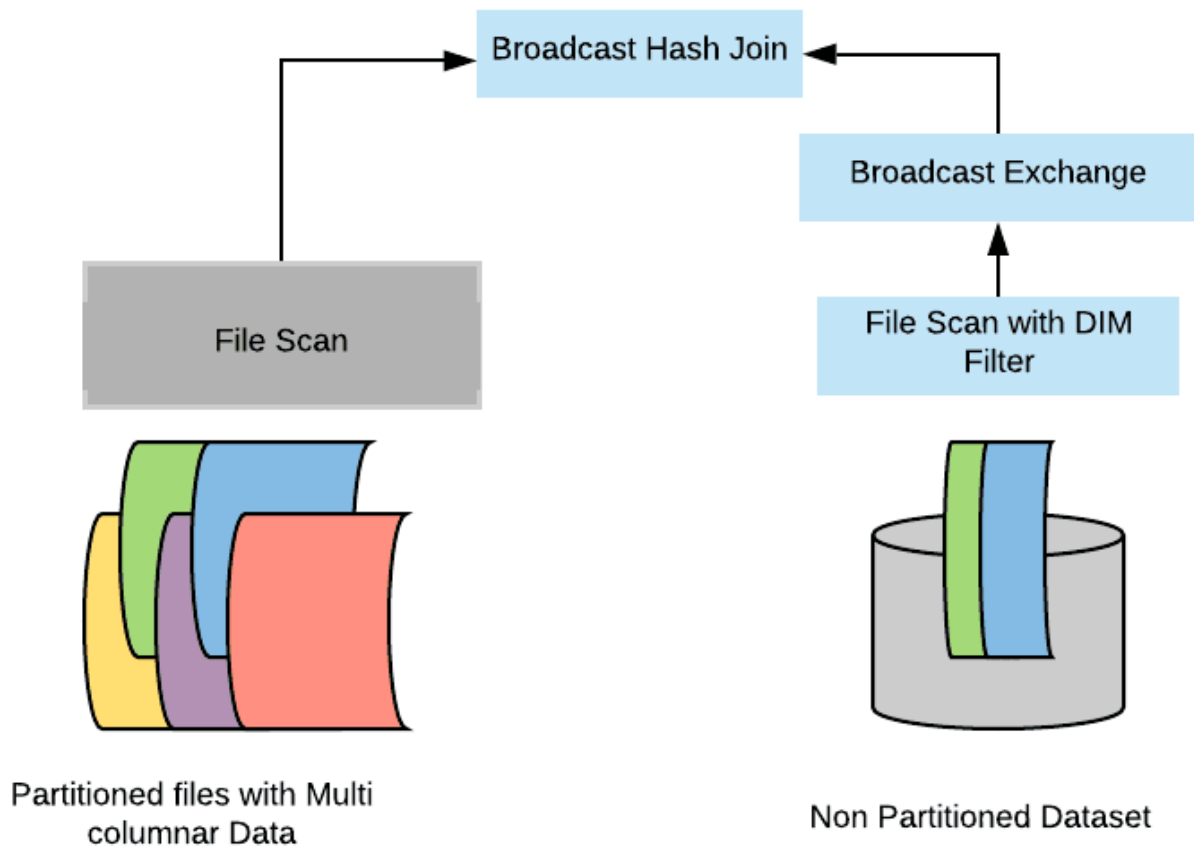 Broadcast Hash Join
Broadcast Exchange
File Scan
File Scan with DIM
Filter
Partitioned files with Multi
columnar Data
Non Partitioned Dataset